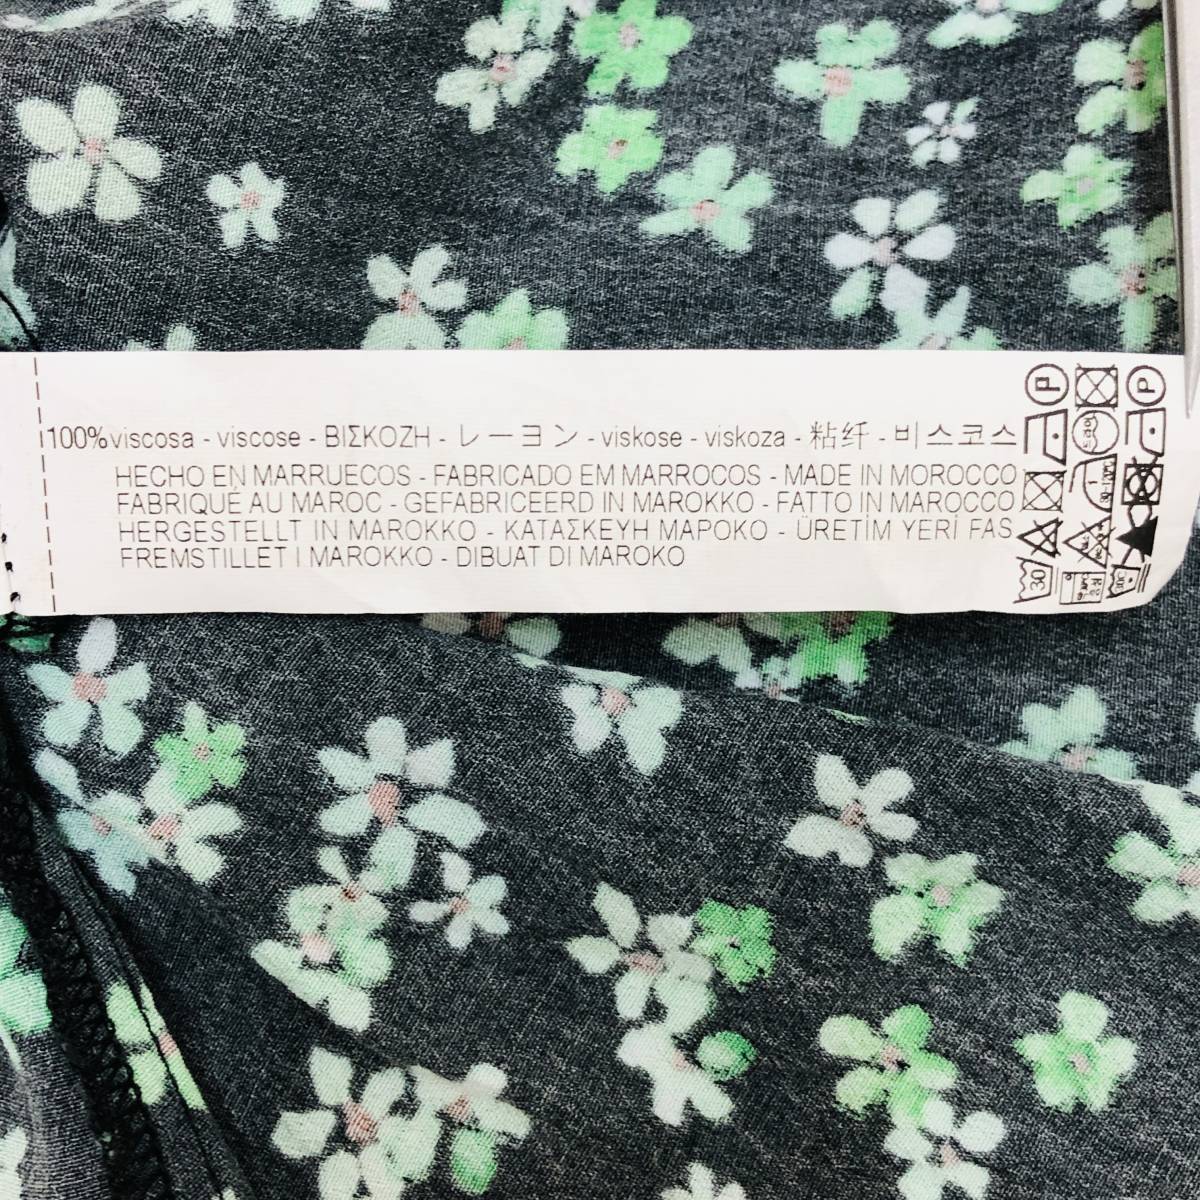 100%viscosa - viscose - ΒΙΣΚΟΖΗ - レーヨン - viskose - viskoza - 粘纤 - 비스코스
HECHO EN MARRUECOS - FABRICADO EM MARROCOS - MADE IN MOROCCO
FABRIQUÉ AU MAROC - GEFABRICEERD IN MAROKKO - FATTO IN MAROCCO
HERGESTELLT IN MAROKKO - ΚΑΤΑΣΚΕΥΗ ΜΑΡΟΚΟ - ÜRETİM YERİ FAS
FREMSTILLET I MAROKKO - DIBUAT DI MAROKO
P
P
30